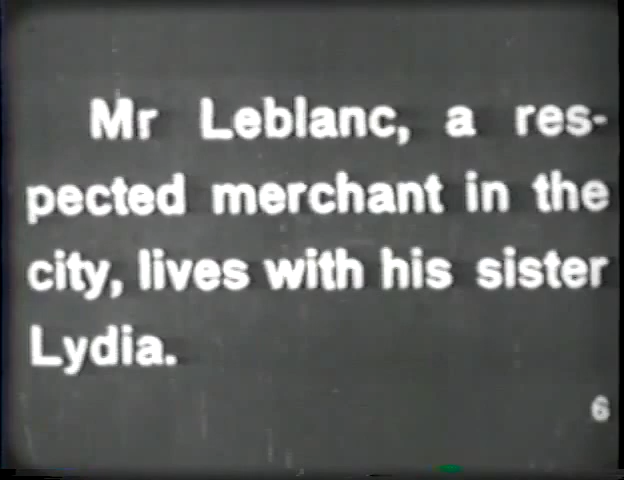 Mr Leblanc, a res-
pected merchant in the
city, lives with his sister
Lydia.
6